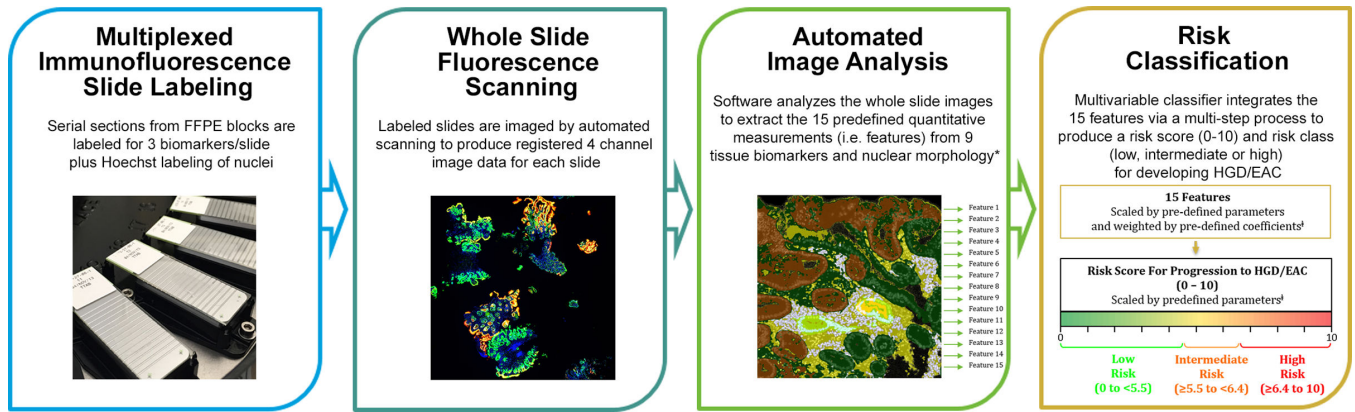 Multiplexed
Immunofluorescence
Slide Labeling
Serial sections from FFPE blocks are
labeled for 3 biomarkers/slide
plus Hoechst labeling of nuclei
Whole Slide
Fluorescence
Scanning
Labeled slides are imaged by automated
scanning to produce registered 4 channel
image data for each slide
Automated
Image Analysis
Software analyzes the whole slide images
to extract the 15 predefined quantitative
measurements (i.e. features) from 9
tissue biomarkers and nuclear morphology*
Feature 1
Feature 2
Feature 3
Feature 4
Feature 5
Feature 6
Feature 7
Feature 8
Feature 9
Feature 10
Feature 11
Feature 12
Feature 13
Feature 14
Feature 15
Risk
Classification
Multivariable classifier integrates the
15 features via a multi-step process to
produce a risk score (0-10) and risk class
(low, intermediate or high)
for developing HGD/EAC
15 Features
Scaled by pre-defined parameters
and weighted by pre-defined coefficients‡
Risk Score For Progression to HGD/EAC
(0 – 10)
Scaled by predefined parameters‡
0 10
Low
Risk
(0 to <5.5)
Intermediate
Risk
(≥5.5 to <6.4)
High
Risk
(≥6.4 to 10)